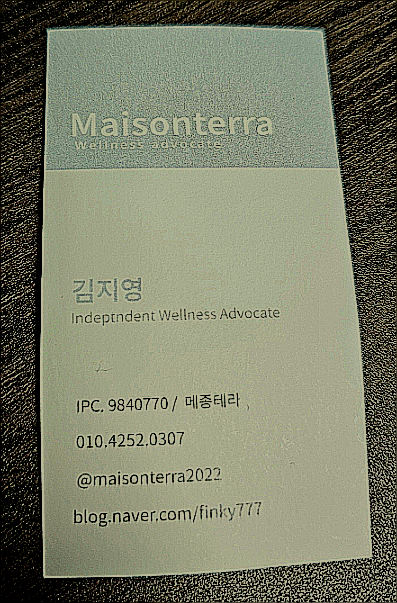 Maisonterra
Wellness advocate
김지영
Indeptndent Wellness Advocate
IPC. 9840770 / 메종테라
010.4252.0307
@maisonterra2022
blog.naver.com/finky777